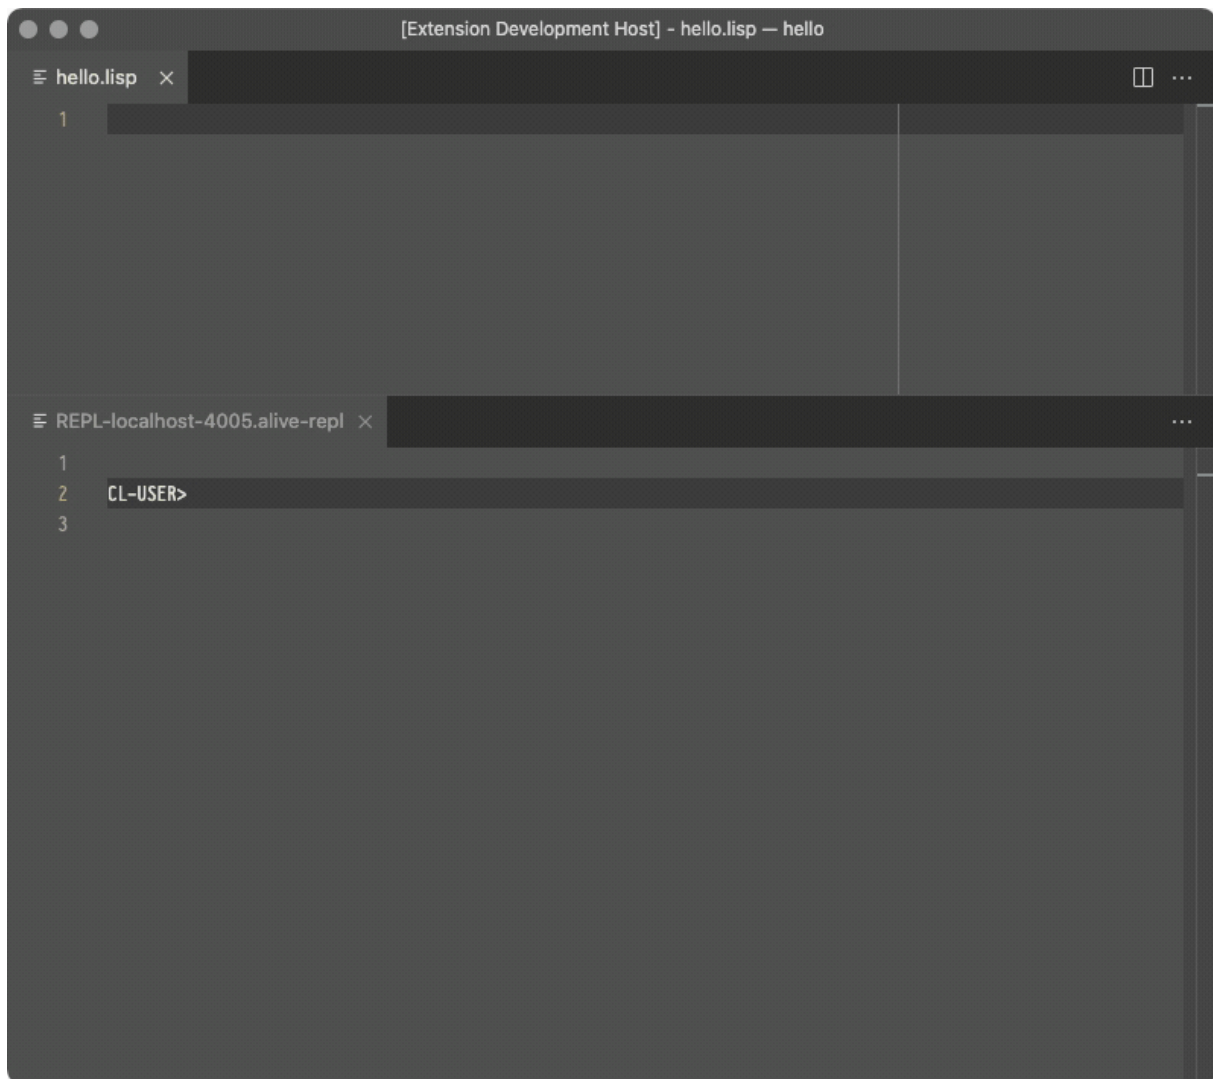 [Extension Development Host] - hello.lisp — hello
hello.lisp
1
REPL-localhost-4005.alive-repl
1
2 CL-USER>
3